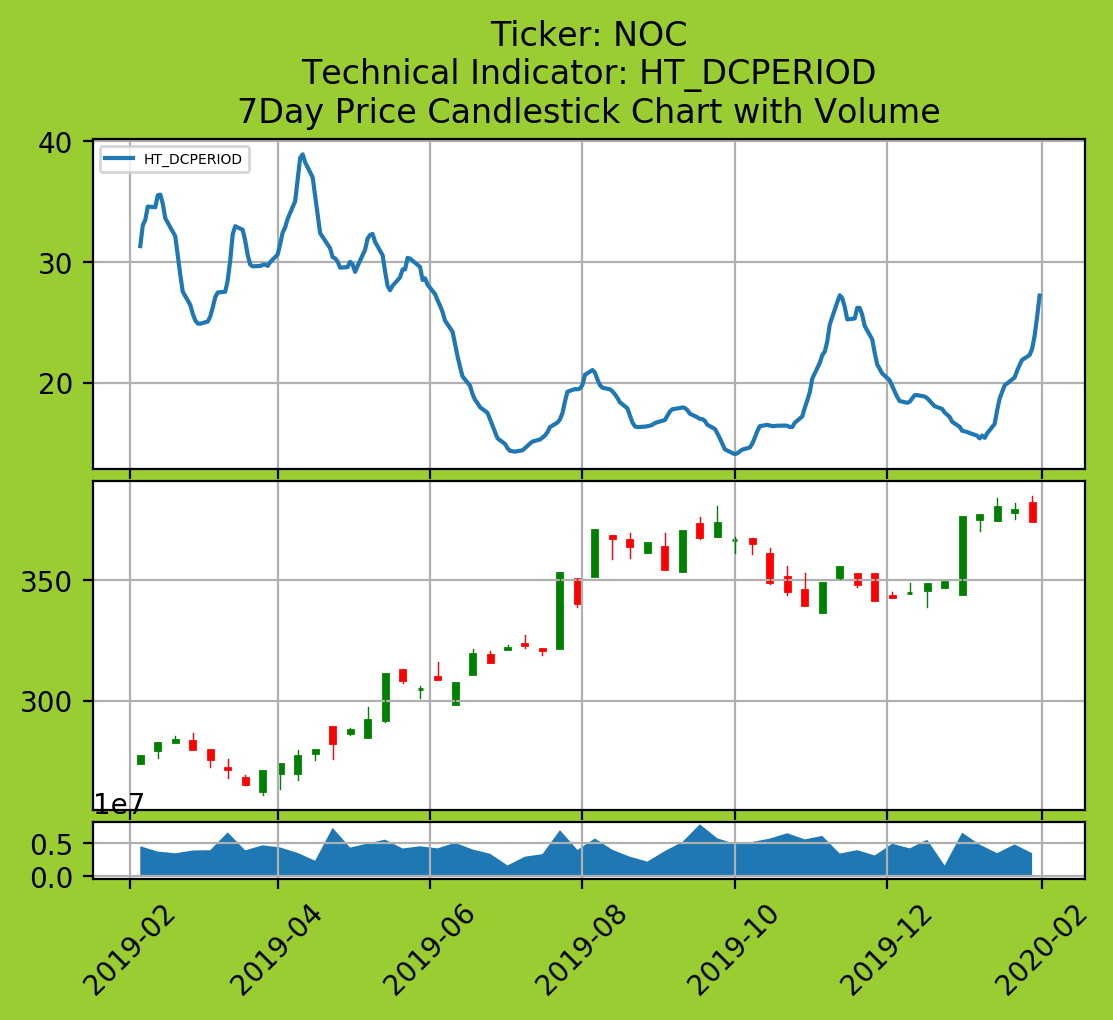 Ticker: NOC
Technical Indicator: HT_DCPERIOD
7Day Price Candlestick Chart with Volume
40
HT_DCPERIOD
30
20
350
300
1e7
0.5
0.0
2019-02
2019-04
2019-06
2019-08
2019-10
2019-12
2020-02